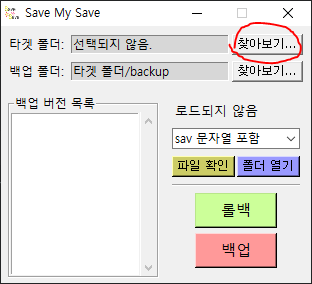 Save My Save
타겟 폴더: 선택되지 않음. 찾아보기...
백업 폴더: 타겟 폴더/backup 찾아보기...
백업 버전 목록
로드되지 않음
sav 문자열 포함
파일 확인 폴더 열기
롤백
백업